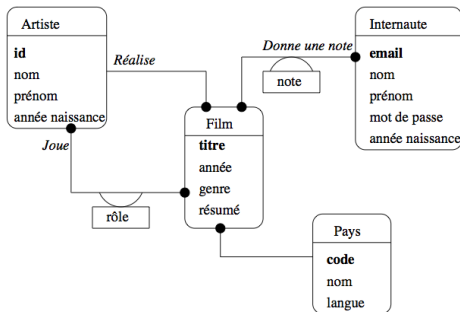 Artiste
id
nom
prénom
année naissance
Réalise
Joue
rôle
Donne une note
note
Internaute
email
nom
prénom
mot de passe
année naissance
Film
titre
année
genre
résumé
Pays
code
nom
langue